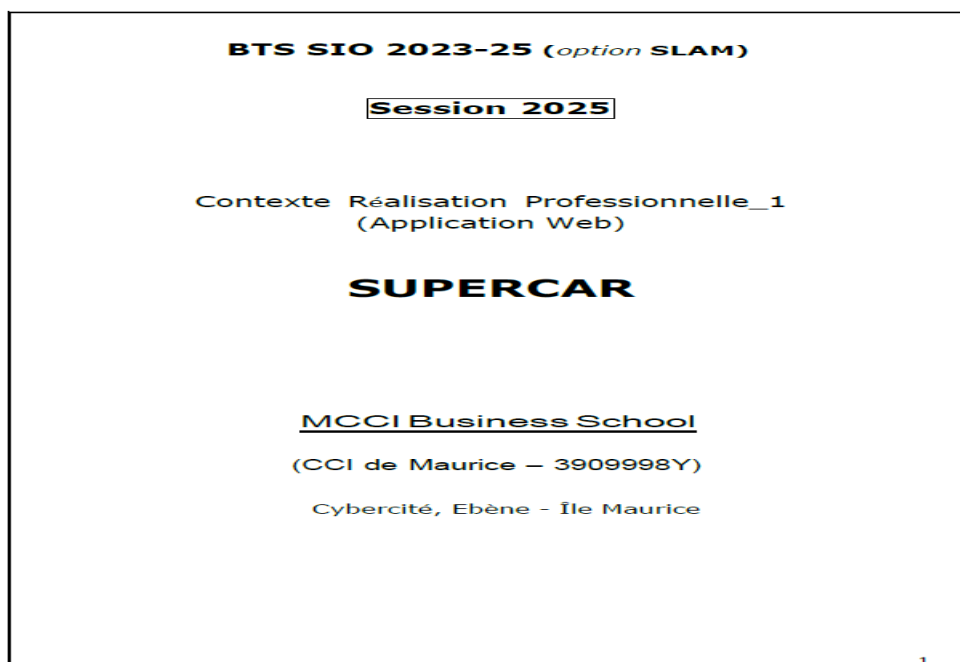 BTS SIO 2023-25 (option SLAM)
Session 2025
Contexte Réalisation Professionnelle_1
(Application Web)
SUPERCAR
MCCI Business School
(CCI de Maurice – 3909998Y)
Cybercité, Ebène - Île Maurice
1